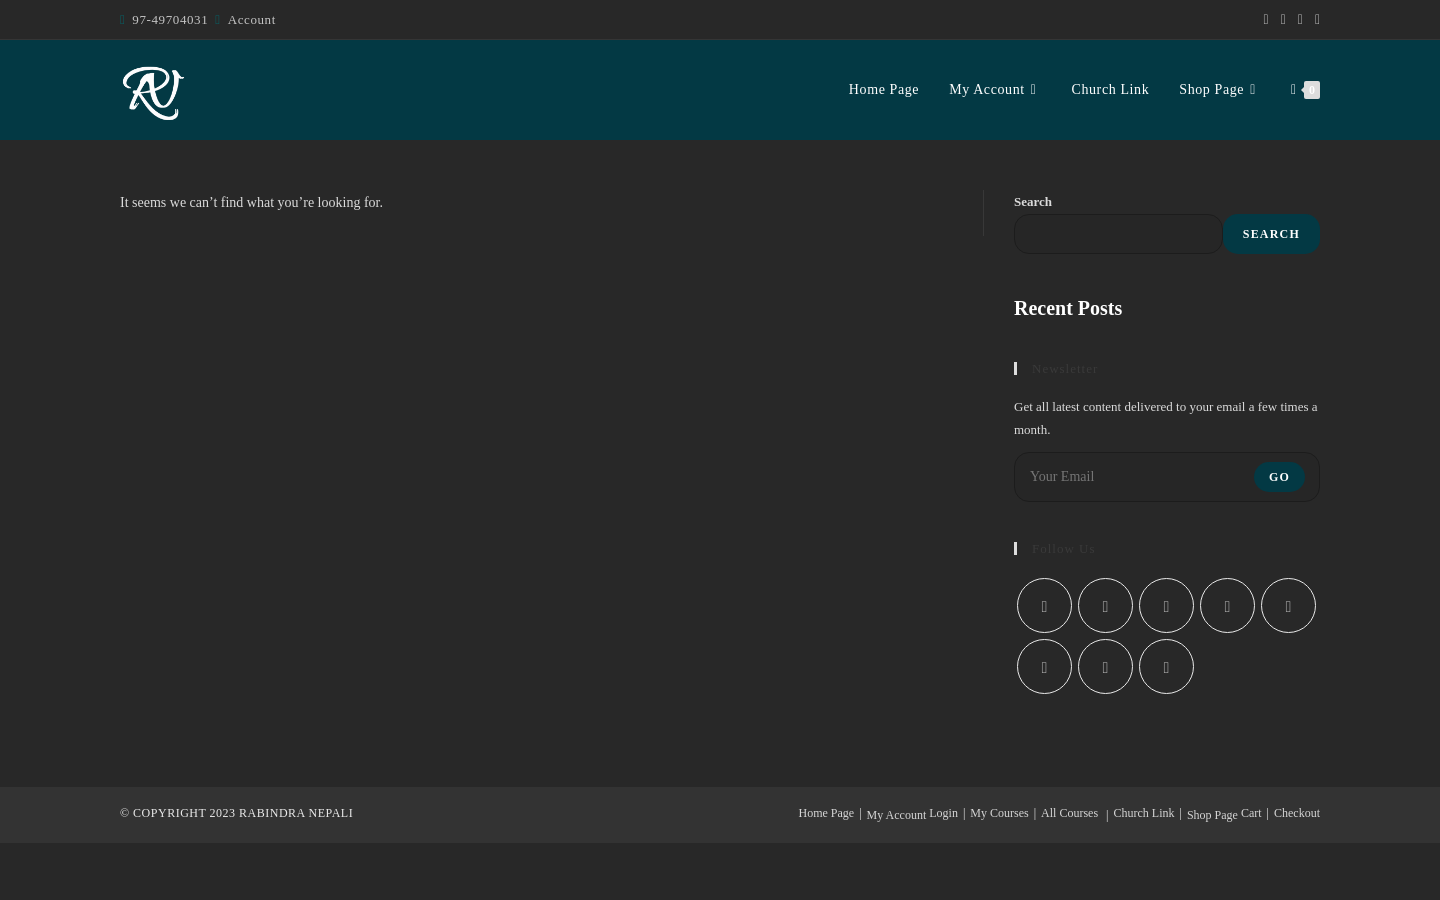 97-49704031 Account
RN
Home Page My Account Church Link Shop Page 0
It seems we can’t find what you’re looking for.
Search
SEARCH
Recent Posts
Newsletter
Get all latest content delivered to your email a few times a
month.
Your Email GO
Follow Us
© COPYRIGHT 2023 RABINDRA NEPALI
Home Page | My Account Login | My Courses | All Courses | Church Link | Shop Page Cart | Checkout